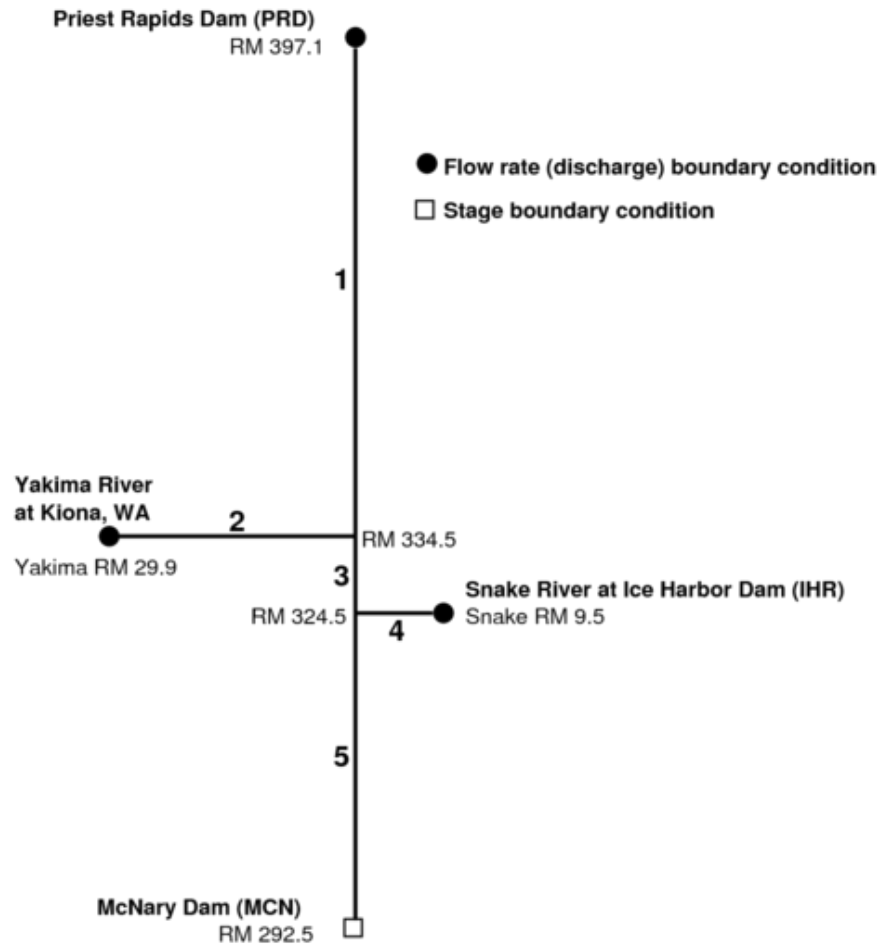 Priest Rapids Dam (PRD)
RM 397.1
Flow rate (discharge) boundary condition
Stage boundary condition
1
Yakima River
at Kiona, WA
2
Yakima RM 29.9
RM 334.5
3
Snake River at Ice Harbor Dam (IHR)
RM 324.5
Snake RM 9.5
4
5
McNary Dam (MCN)
RM 292.5